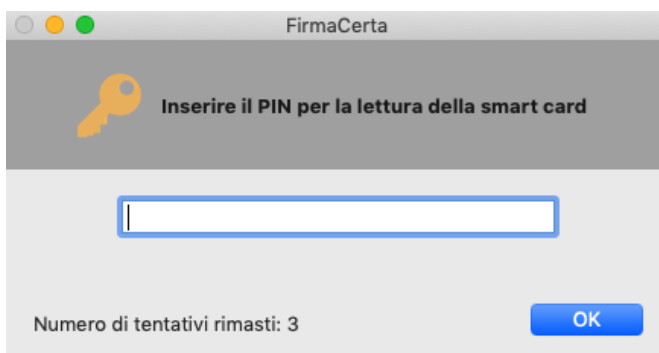 FirmaCerta
Inserire il PIN per la lettura della smart card
Numero di tentativi rimasti: 3
OK